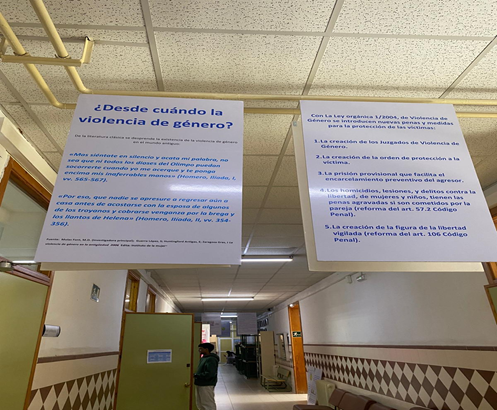 ¿Desde cuándo la
violencia de género?
De la literatura clásica se desprende la existencia de la violencia de género
en el mundo antiguo.
«Mas siéntate en silencio y acata mi palabra, no
sea que ni todos los dioses del Olimpo puedan
socorrerte cuando yo me acerque y te ponga
encima mis inaferrables manos» (Homero, Ilíada, I,
vv. 565-567).
«Por eso, que nadie se apresure a regresar aún a
casa antes de acostarse con la esposa de algunos
de los troyanos y cobrarse venganza por la brega y
los llantos de Helena» (Homero, Ilíada, II, vv. 354-
356).
Con La Ley orgánica 1/2004, de Violencia de
Género se introducen nuevas penas y medidas
para la protección de las víctimas:
1.La creación de los Juzgados de Violencia de
Género.
2.La creación de la orden de protección a la
víctima.
3.La prisión provisional que facilita el
encarcelamiento preventivo del agresor.
4.Los homicidios, lesiones, y delitos contra la
libertad, de mujeres y niños, tienen las
penas agravadas si son cometidos por la
pareja (reforma del art. 57.2 Código
Penal).
5.La creación de la figura de la libertad
vigilada (reforma del art. 106 Código
Penal).